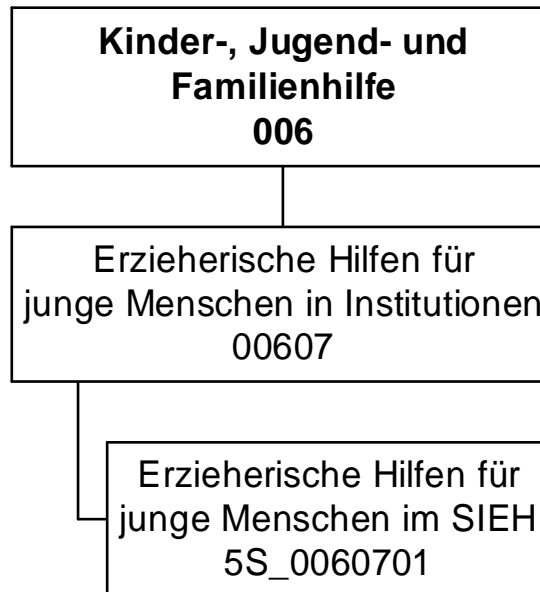 Kinder-, Jugend- und
Familienhilfe
006
Erzieherische Hilfen für
junge Menschen in Institutionen
00607
Erzieherische Hilfen für
junge Menschen im SIEH
5S_0060701